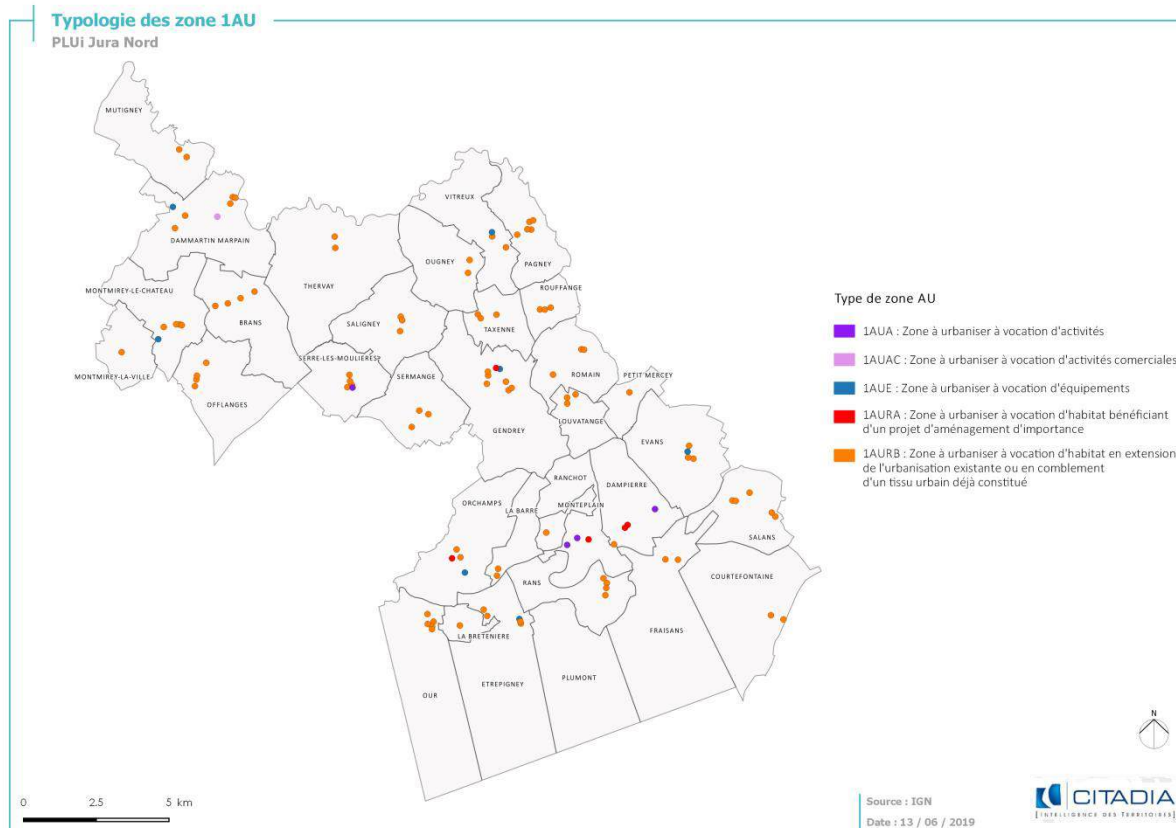 Typologie des zone 1AU
PLUi Jura Nord
MUTIGNEY
VITREUX
DAMMARTIN MARPAIN
OUGNEY
PAGNEY
MONTMIREY-LE-CHATEAU
THERVAY
ROUFFANGE
BRANS
SALIGNEY
TAXENNE
SERRE-LES-MOULIERES
MONTMIREY-LA-VILLE
SERMANGE
ROMAIN
PETIT MERCEY
OFFLANGES
LOUVATANGE
GENDREY
EVANS
RANCHOT
DAMPIERRE
ORCHAMPS
MONTEPLAIN
LA BARRE
SALANS
RANS
COURTEFONTAINE
LA BRETENIERE
FRAISANS
PLUMONT
OUR
ETREPIGNEY
Type de zone AU
1AUA : Zone à urbaniser à vocation d'activités
1AUAC : Zone à urbaniser à vocation d'activités comerciales
1AUE : Zone à urbaniser à vocation d'équipements
1AURA : Zone à urbaniser à vocation d'habitat bénéficiant
d'un projet d'aménagement d'importance
1AURB : Zone à urbaniser à vocation d'habitat en extension
de l'urbanisation existante ou en comblement
d'un tissu urbain déjà constitué
N
0 2.5 5 km
Source : IGN
Date : 13 / 06 / 2019
CITADIA
INTELLIGENCE DES TERRITOIRES